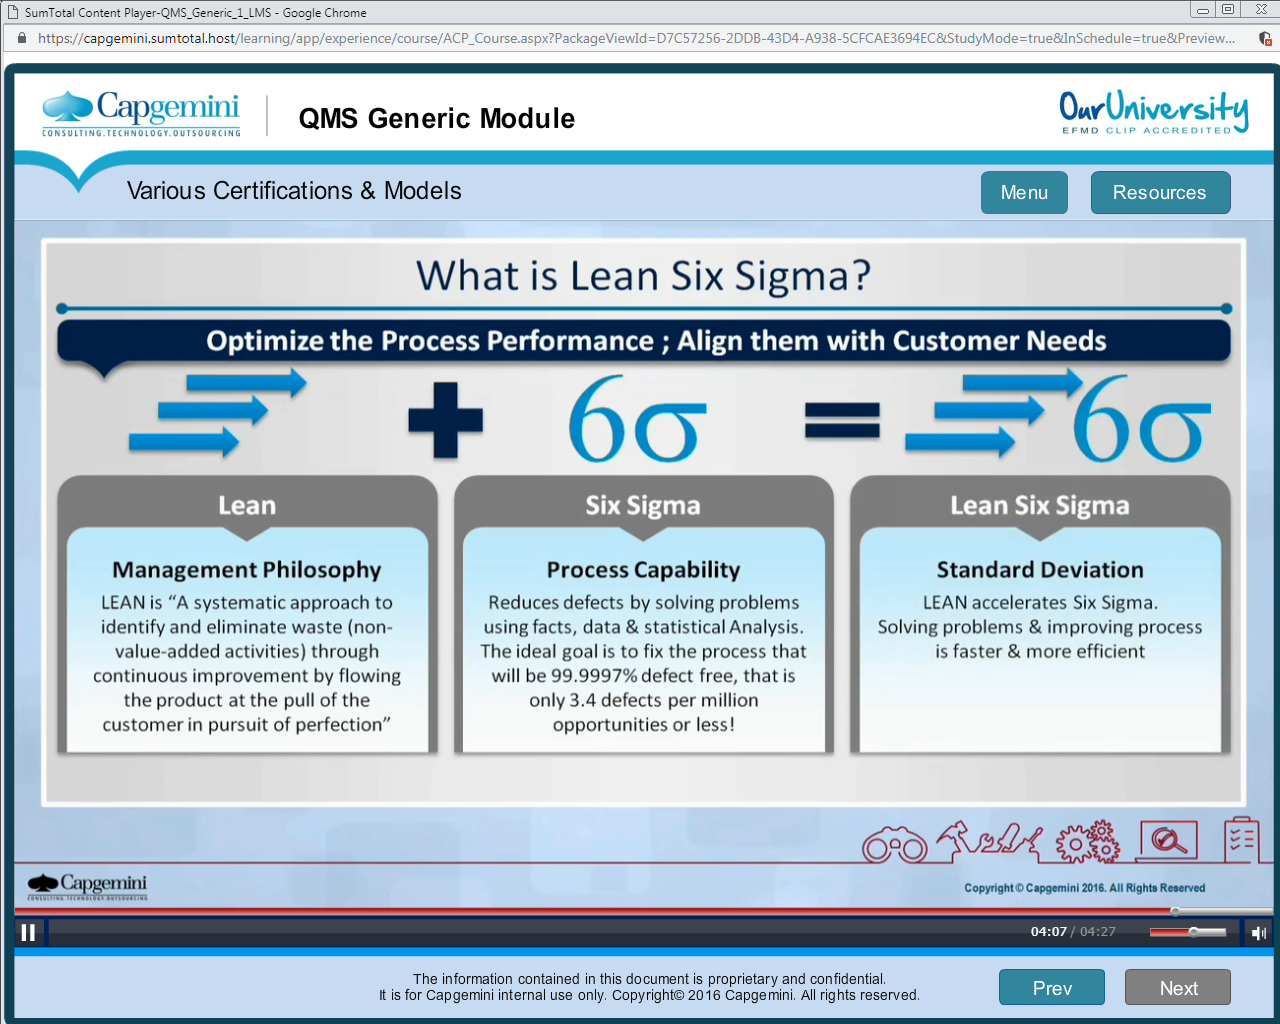 SumTotal Content Player-QMS_Generic_1_LMS - Google Chrome
https://capgemini.sumtotal.host/learning/app/experience/course/ACP_Course.aspx?PackageViewId=D7C57256-2DDB-43D4-A938-5CFCAE3694EC&StudyMode=true&InSchedule=true&Preview...
Capgemini
CONSULTING.TECHNOLOGY.OUTSOURCING
QMS Generic Module
OurUniversity
EFMD CLIP ACCREDITED
Various Certifications & Models
Menu
Resources
What is Lean Six Sigma?
Optimize the Process Performance ; Align them with Customer Needs
+ 6σ = 6σ
Lean
Management Philosophy
LEAN is “A systematic approach to
identify and eliminate waste (non-
value-added activities) through
continuous improvement by flowing
the product at the pull of the
customer in pursuit of perfection”
Six Sigma
Process Capability
Reduces defects by solving problems
using facts, data & statistical Analysis.
The ideal goal is to fix the process that
will be 99.9997% defect free, that is
only 3.4 defects per million
opportunities or less!
Lean Six Sigma
Standard Deviation
LEAN accelerates Six Sigma.
Solving problems & improving process
is faster & more efficient
Capgemini
CONSULTING.TECHNOLOGY.OUTSOURCING
Copyright © Capgemini 2016. All Rights Reserved
04:07 / 04:27
The information contained in this document is proprietary and confidential.
It is for Capgemini internal use only. Copyright© 2016 Capgemini. All rights reserved.
Prev
Next